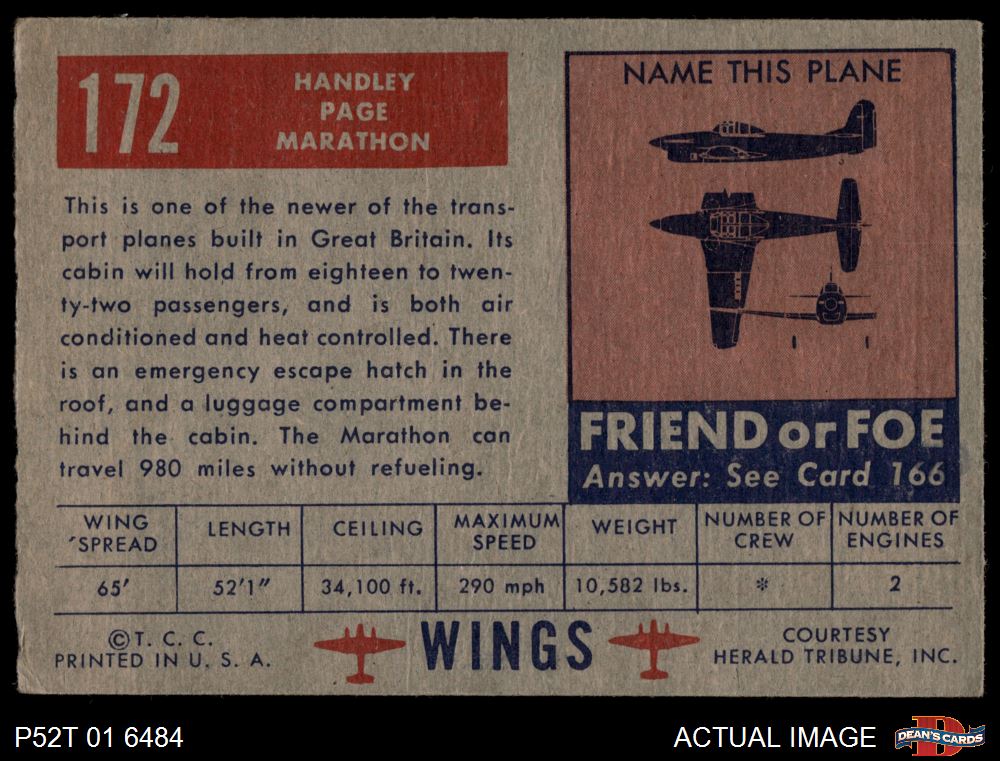 172
HANDLEY
PAGE
MARATHON
This is one of the newer of the trans-
port planes built in Great Britain. Its
cabin will hold from eighteen to twen-
ty-two passengers, and is both air
conditioned and heat controlled. There
is an emergency escape hatch in the
roof, and a luggage compartment be-
hind the cabin. The Marathon can
travel 980 miles without refueling.
NAME THIS PLANE
FRIEND or FOE
Answer: See Card 166
WING 'SPREAD
LENGTH
CEILING
MAXIMUM SPEED
WEIGHT
NUMBER OF CREW
NUMBER OF ENGINES
65' 52'1" 34,100 ft. 290 mph 10,582 lbs. * 2
©T. C. C.
PRINTED IN U. S. A.
WINGS
COURTESY
HERALD TRIBUNE, INC.
P52T 01 6484
ACTUAL IMAGE
D
DEAN'S CARDS